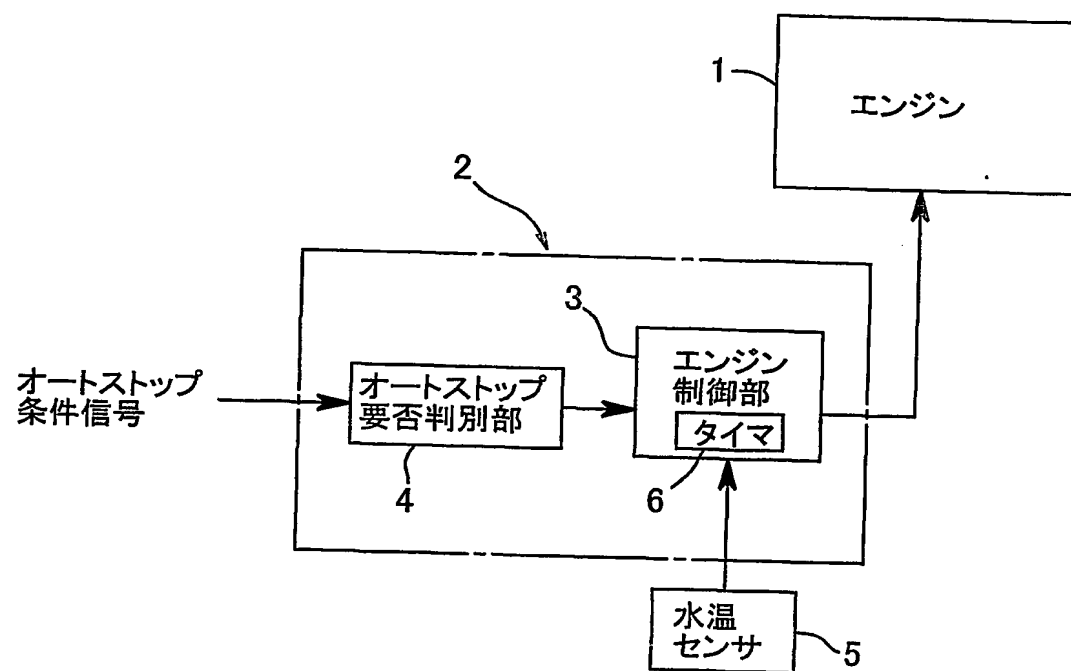 1
エンジン
2
3
エンジン
制御部
タイマ
6
オートストップ
条件信号
オートストップ
要否判別部
4
水温
センサ
5